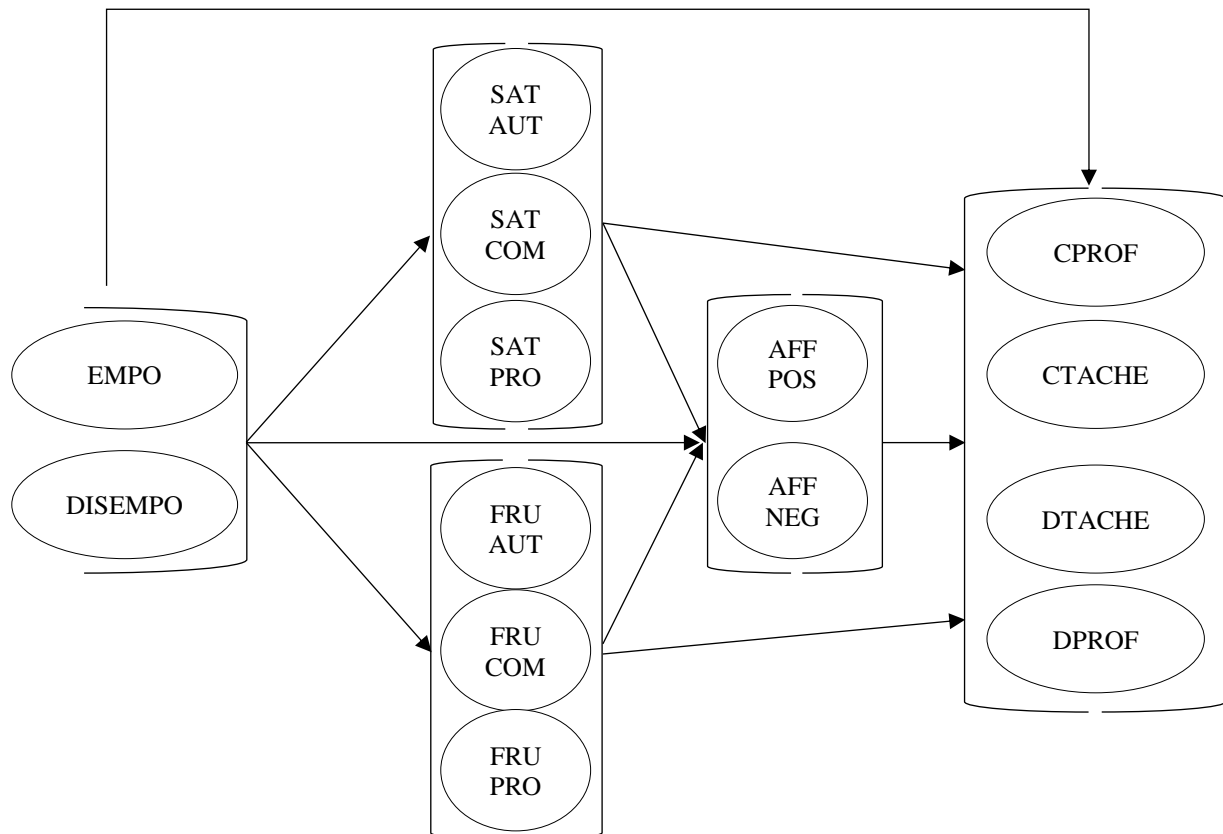 SAT
AUT
SAT
COM
SAT
PRO
EMPO
DISEMPO
FRU
AUT
FRU
COM
FRU
PRO
AFF
POS
AFF
NEG
CPROF
CTACHE
DTACHE
DPROF